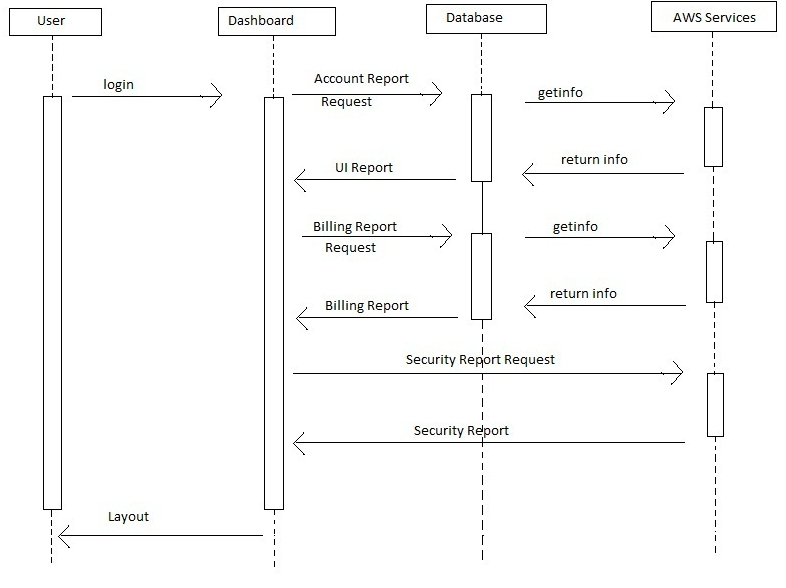 User
Dashboard
Database
AWS Services
login
Account Report
Request
getinfo
return info
UI Report
Billing Report
Request
getinfo
return info
Billing Report
Security Report Request
Security Report
Layout